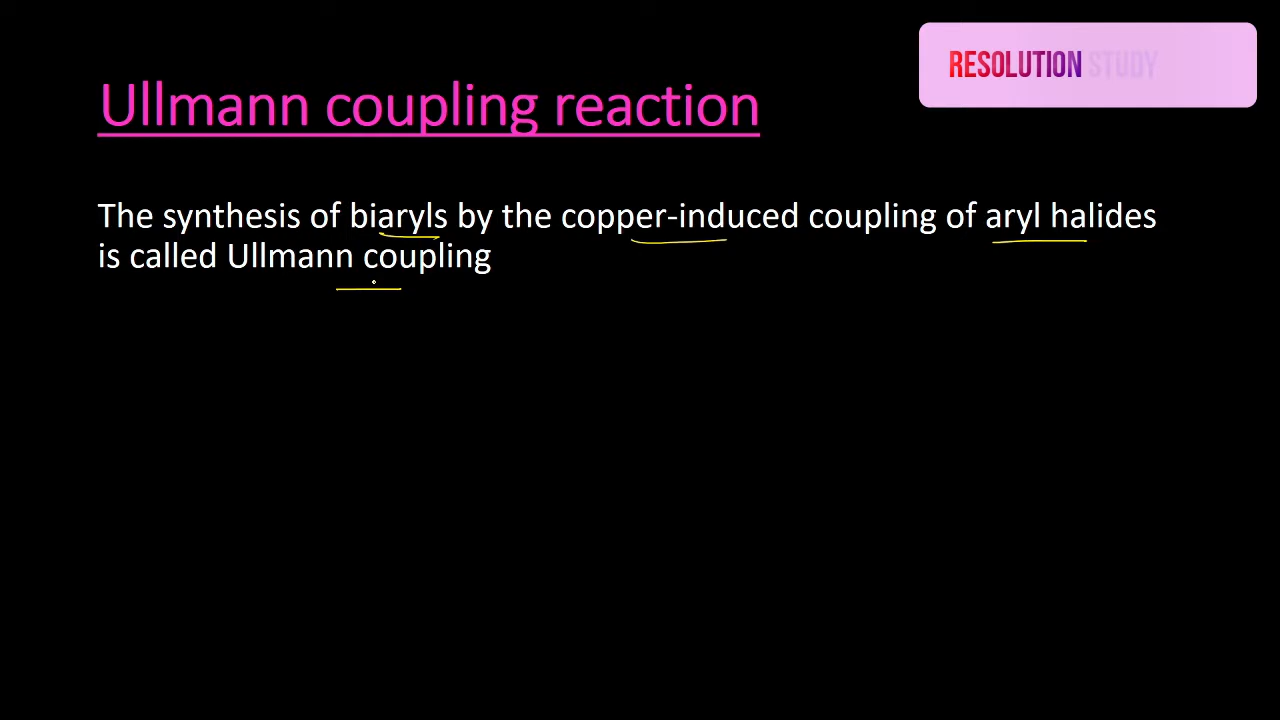 RESOLUTION STUDY
Ullmann coupling reaction
The synthesis of biaryls by the copper-induced coupling of aryl halides
is called Ullmann coupling